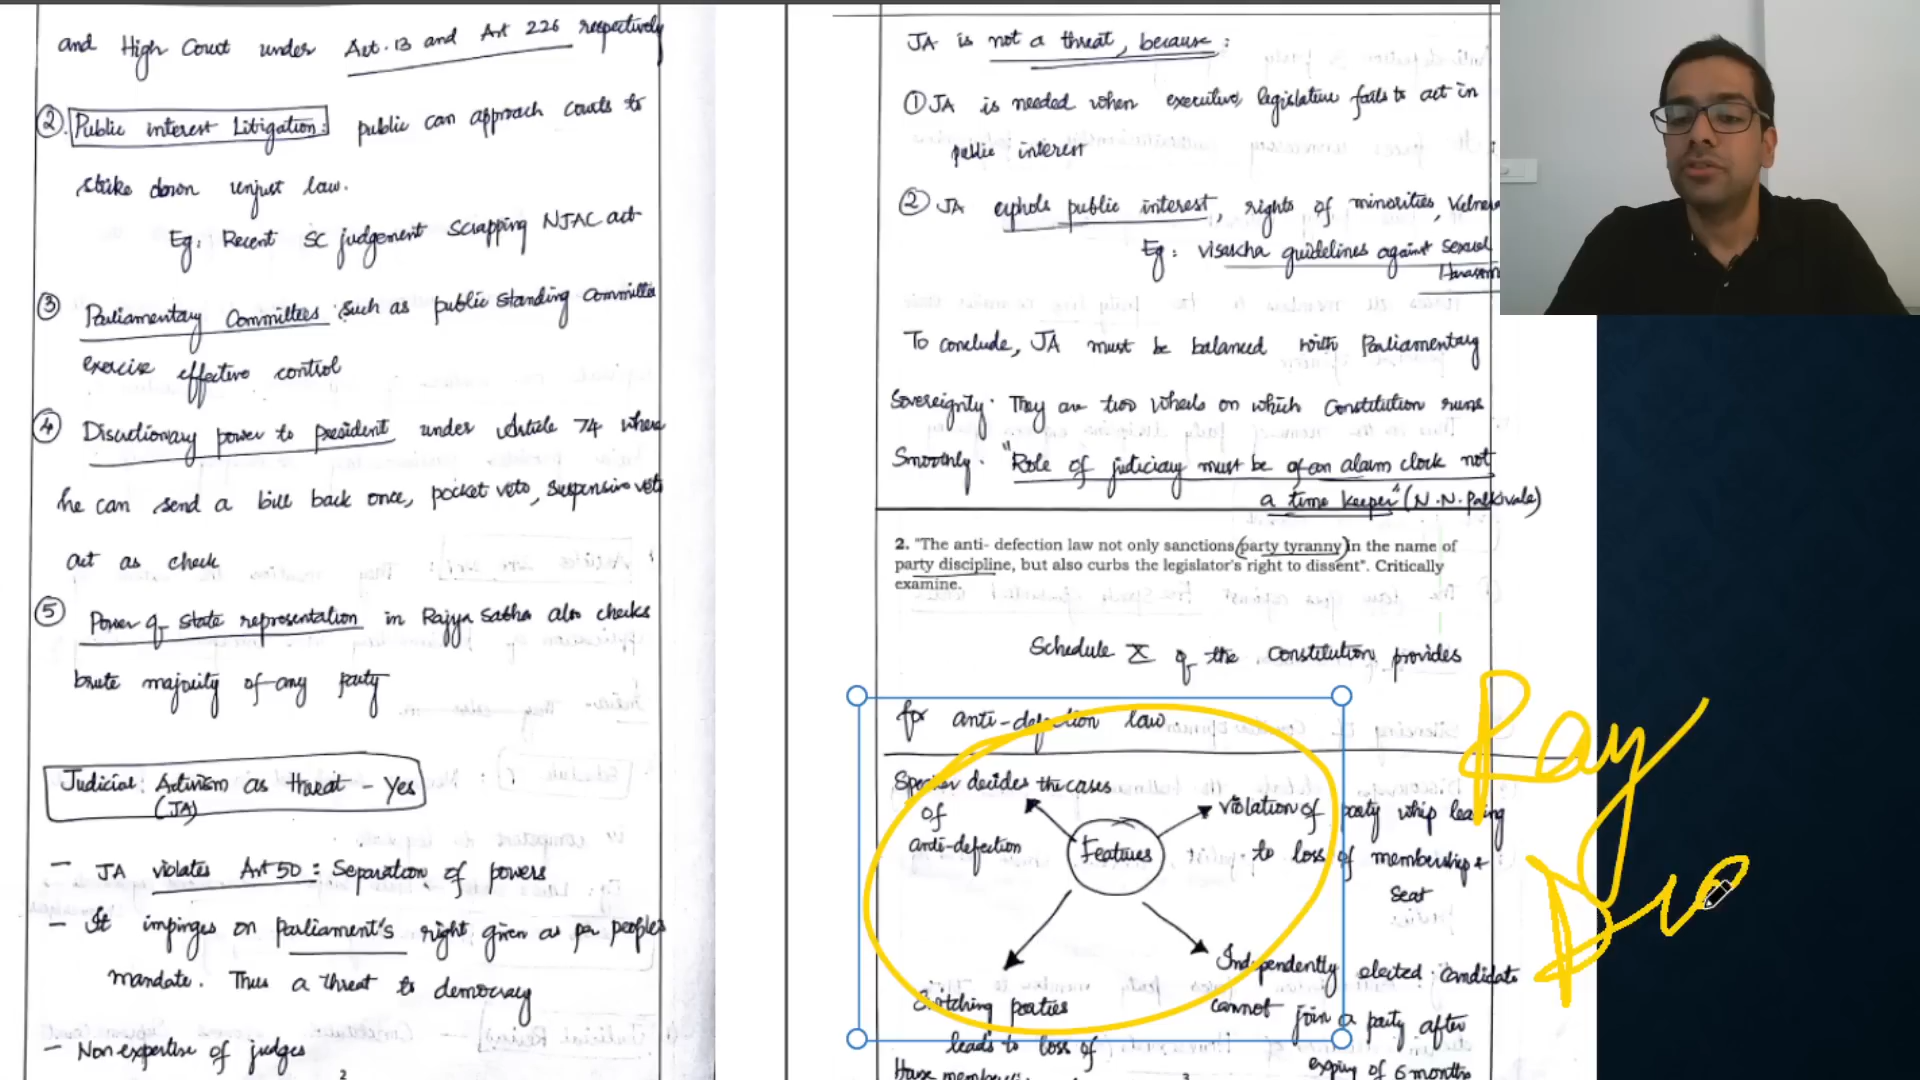 and High Court under Art. 13 and Art 226 respectively
② Public interest Litigation: public can approach courts to
strike down unjust law.
Eg: Recent SC judgement Scrapping NJAC act
③ Parliamentary Committees such as public standing Committee
exercise effective control
④ Discretionary power to president under Article 74 where
he can send a bill back once, pocket veto, suspensive veto
act as check
⑤ Power of State representation in Rajya Sabha also checks
brute majority of any party
Judicial Activism as threat - Yes
(JA)
- JA violates Art 50: Separation of powers
- It impinges on Parliament's right given as per people's
mandate. Thus a threat to democracy
- Non expertise of judges
2
JA is not a threat, because:
① JA is needed when executive, legislature fails to act in
public interest
② JA upholds public interest, rights of minorities,
Eg: visascha guidelines against sexual
To conclude, JA must be balanced with Parliamentary
Sovereignty. They are two wheels on which Constitution runs
Smoothly. "Role of judiciary must be of an alarm clock not
a time keeper" (N.N. Palkivale)
2. "The anti- defection law not only sanctions party tyranny in the name of
party discipline, but also curbs the legislator's right to dissent". Critically
examine.
Schedule X of the Constitution provides
for anti-defection law.
Speaker decides the cases
of
anti-defection
Features
violation of party whip leading
to loss of membership &
seat
Switching parties
leads to loss of
Independently elected candidate
cannot join a party after
expiry of 6 months
3